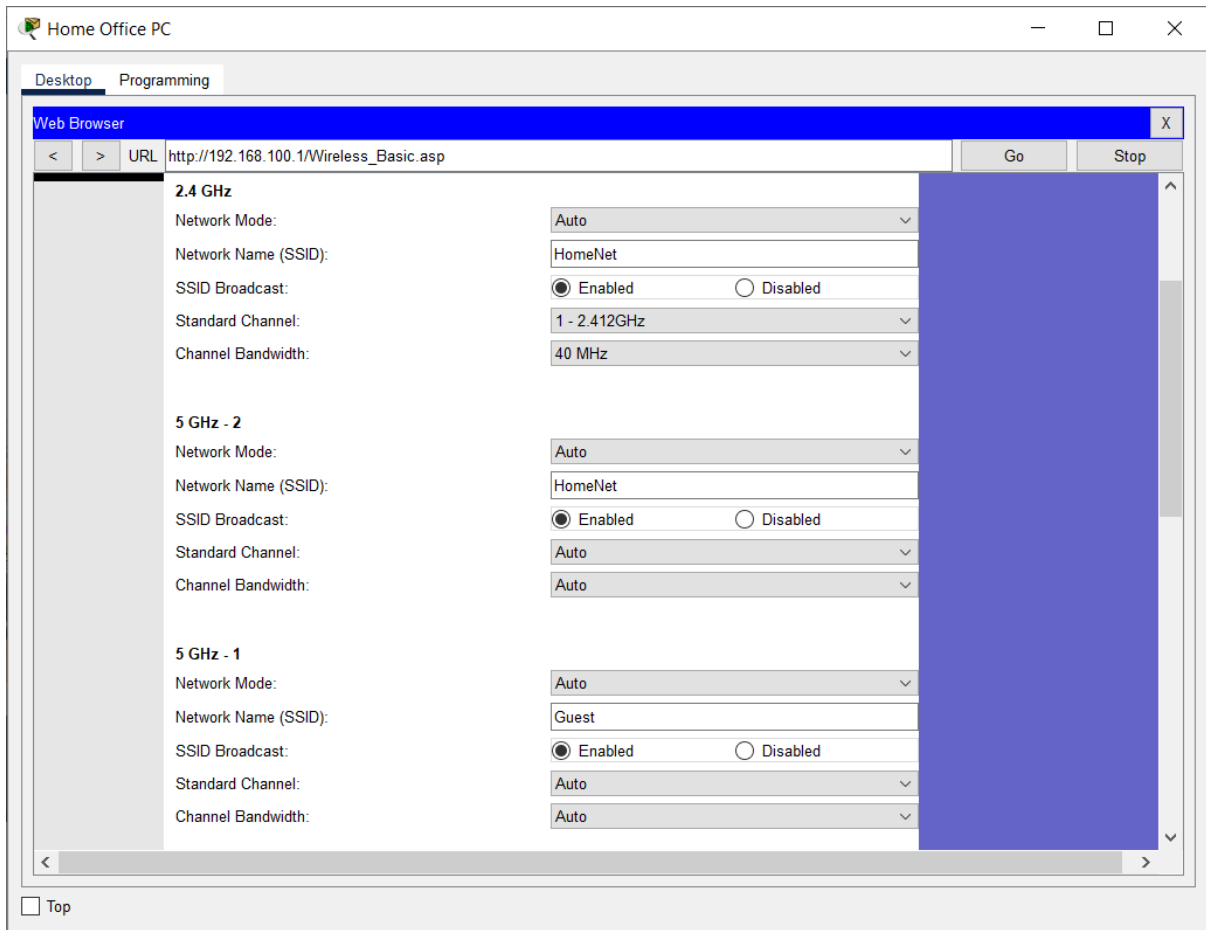 Home Office PC
Desktop Programming
Web Browser X
< > URL http://192.168.100.1/Wireless_Basic.asp Go Stop
2.4 GHz
Network Mode: Auto
Network Name (SSID): HomeNet
SSID Broadcast: Enabled Disabled
Standard Channel: 1 - 2.412GHz
Channel Bandwidth: 40 MHz
5 GHz - 2
Network Mode: Auto
Network Name (SSID): HomeNet
SSID Broadcast: Enabled Disabled
Standard Channel: Auto
Channel Bandwidth: Auto
5 GHz - 1
Network Mode: Auto
Network Name (SSID): Guest
SSID Broadcast: Enabled Disabled
Standard Channel: Auto
Channel Bandwidth: Auto
Top